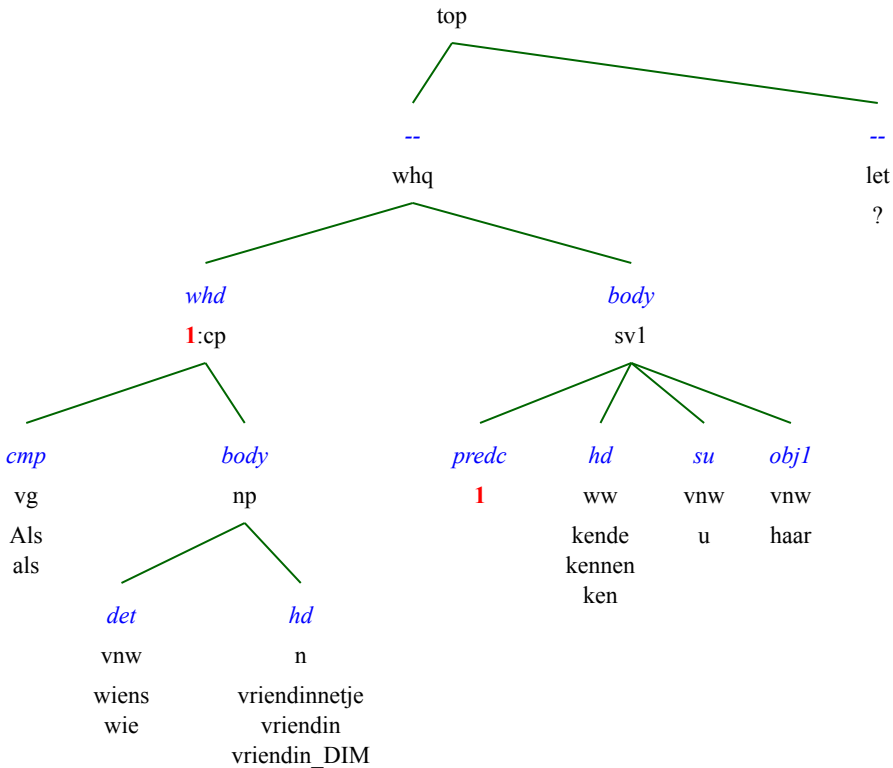 top
-- --
whq let
?
whd body
1:cp sv1
cmp body predc hd su obj1
vg np 1 ww vnw vnw
Als kende u haar
als kennen
ken
det hd
vnw n
wiens vriendinnetje
wie vriendin
vriendin_DIM